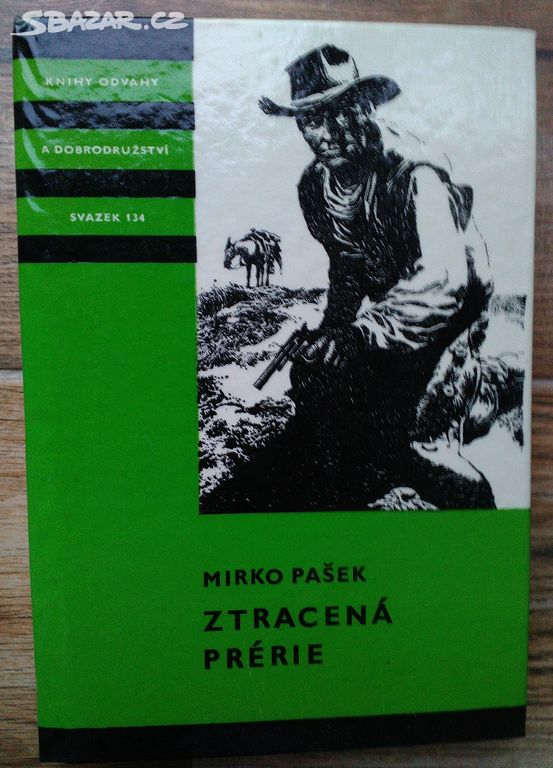 SBAZAR.CZ
KNIHY ODVAHY
A DOBRODRUŽSTVÍ
SVAZEK 134
MIRKO PAŠEK
ZTRACENÁ
PRÉRIE